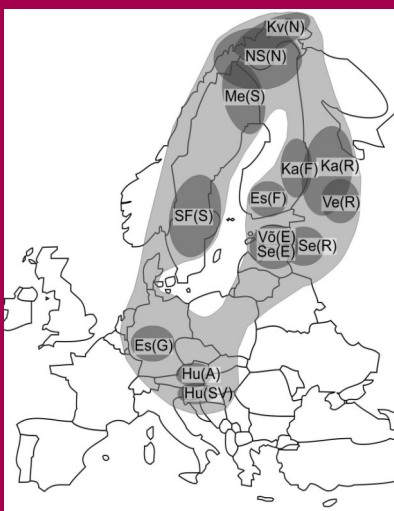 Kv(N)
NS(N)
Me(S)
Ka(F)
Ka(R)
Es(F)
Ve(R)
SF(S)
Võ(E)
Se(E)
Se(R)
Es(G)
Hu(A)
Hu(SV)